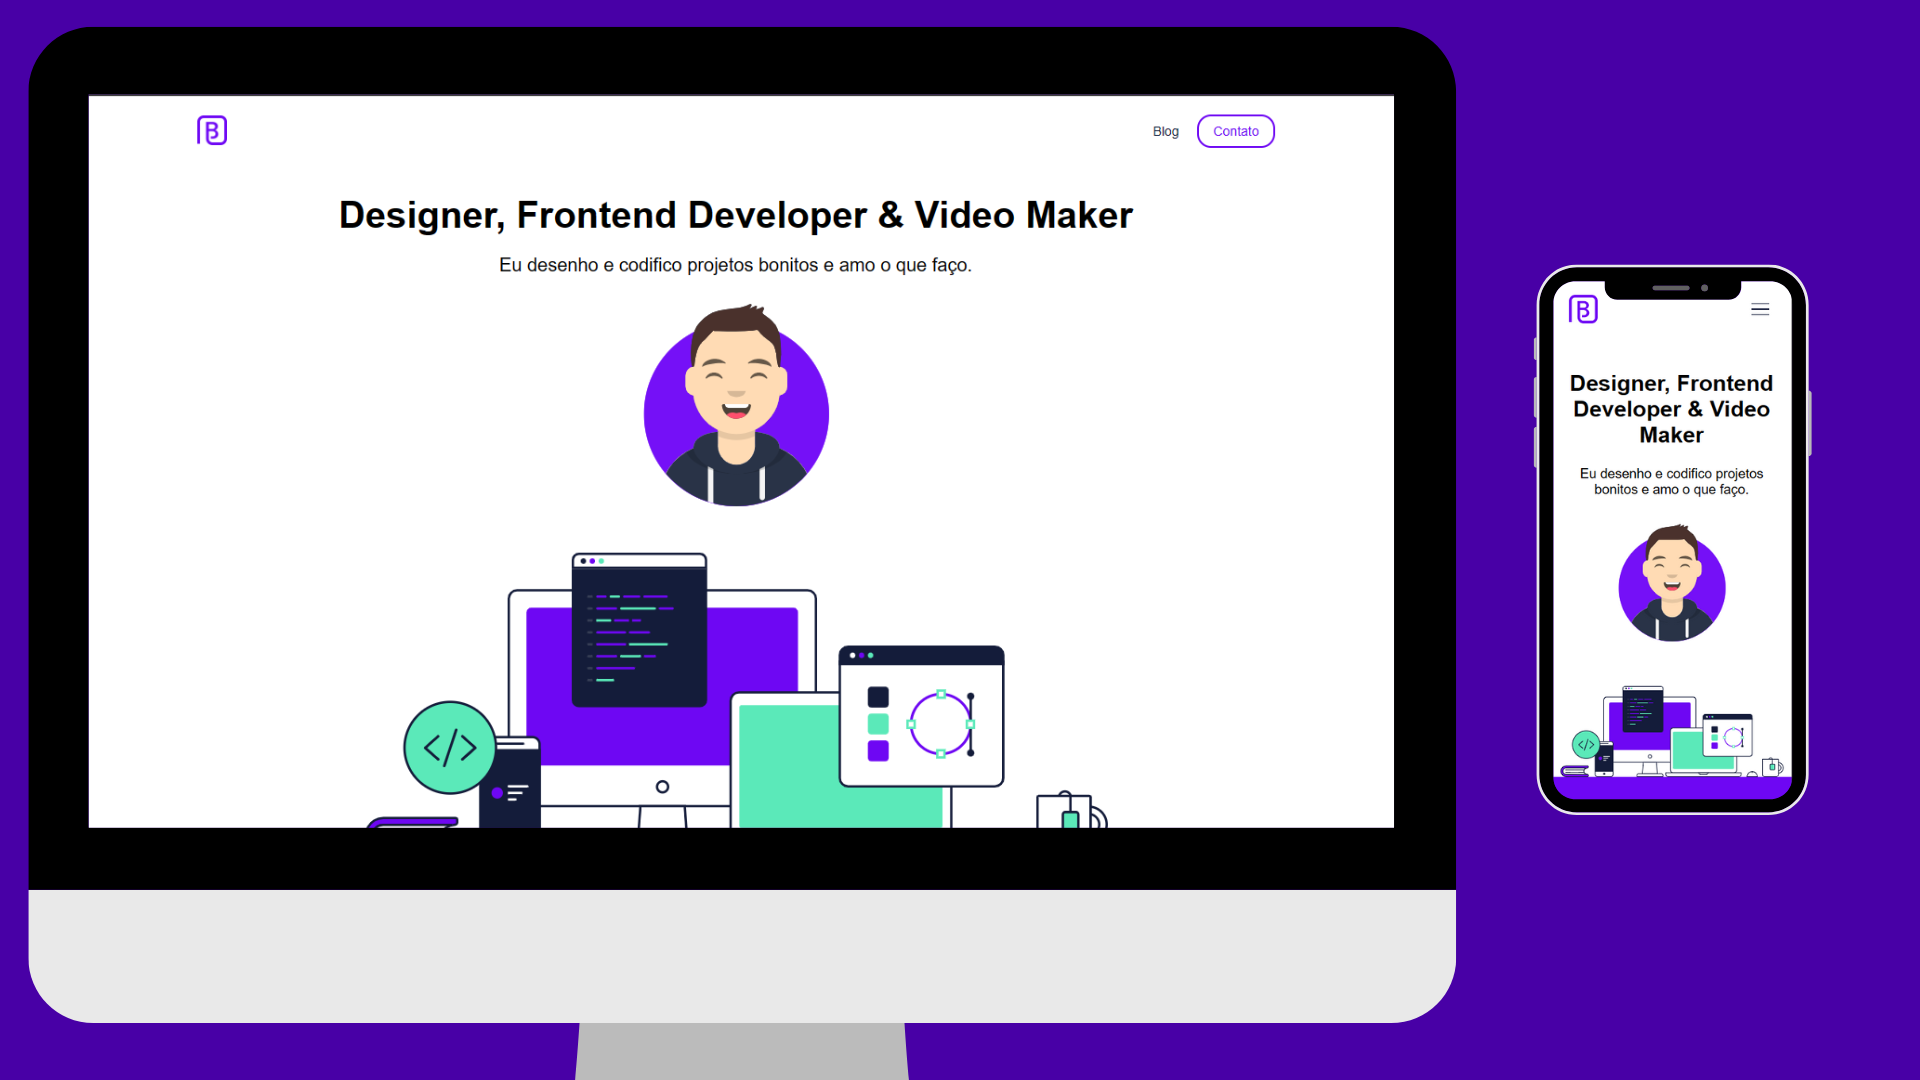 B
Blog
Contato
Designer, Frontend Developer & Video Maker
Eu desenho e codifico projetos bonitos e amo o que faço.
</>
B
Designer, Frontend
Developer & Video
Maker
Eu desenho e codifico projetos
bonitos e amo o que faço.
</>